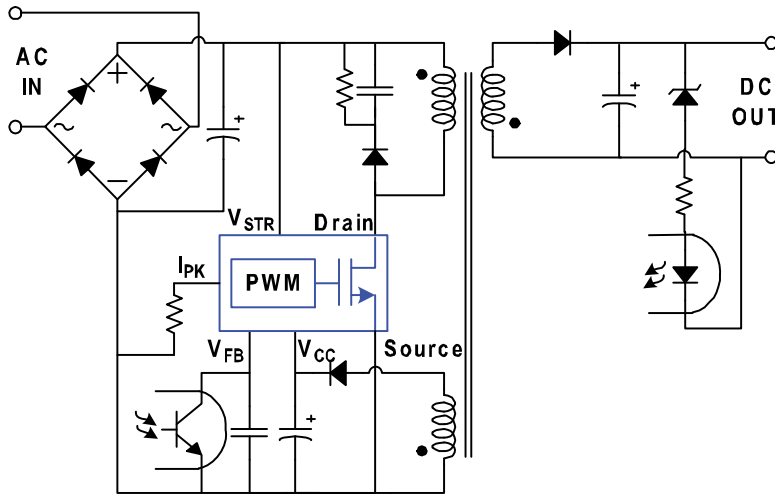 AC
IN
+
~
~
−
+
+
DC
OUT
VSTR
Drain
IPK
PWM
VFB
VCC
Source
+